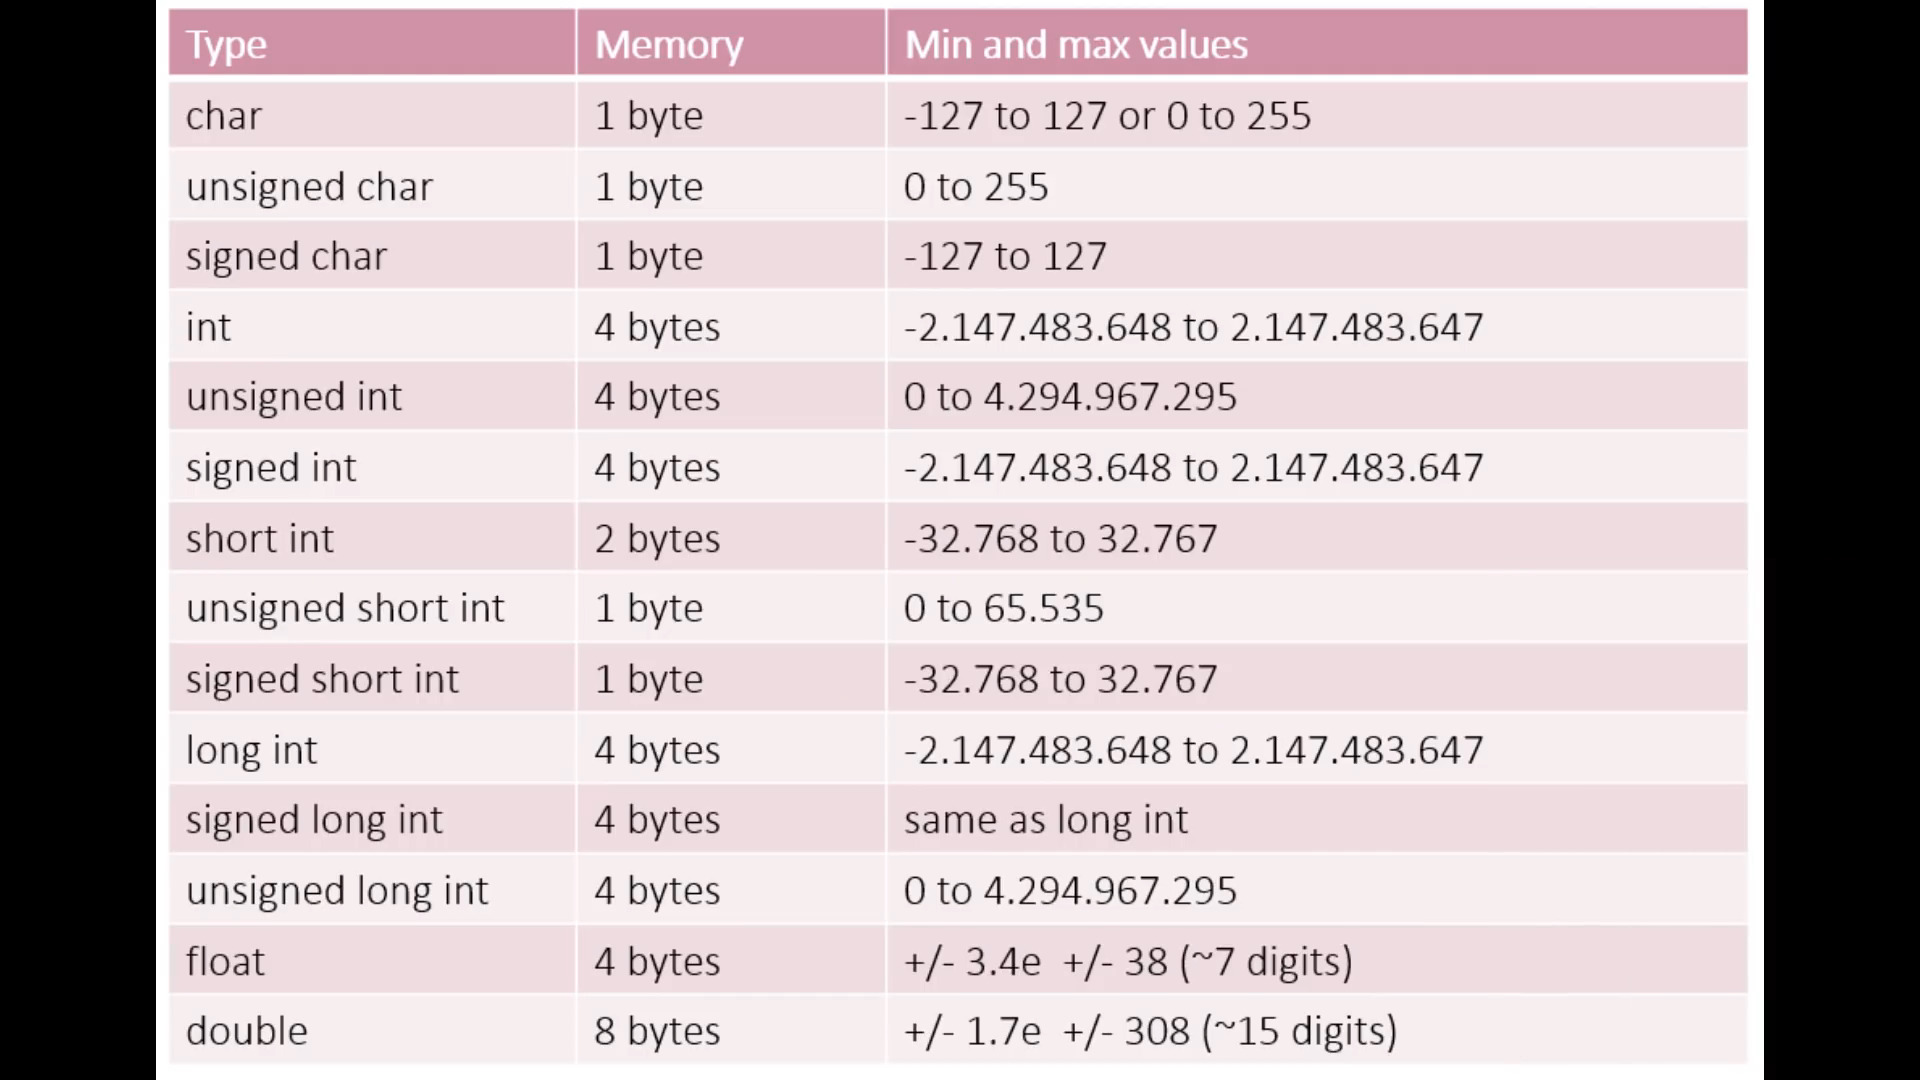 Type Memory Min and max values
char 1 byte -127 to 127 or 0 to 255
unsigned char 1 byte 0 to 255
signed char 1 byte -127 to 127
int 4 bytes -2.147.483.648 to 2.147.483.647
unsigned int 4 bytes 0 to 4.294.967.295
signed int 4 bytes -2.147.483.648 to 2.147.483.647
short int 2 bytes -32.768 to 32.767
unsigned short int 1 byte 0 to 65.535
signed short int 1 byte -32.768 to 32.767
long int 4 bytes -2.147.483.648 to 2.147.483.647
signed long int 4 bytes same as long int
unsigned long int 4 bytes 0 to 4.294.967.295
float 4 bytes +/- 3.4e +/- 38 (~7 digits)
double 8 bytes +/- 1.7e +/- 308 (~15 digits)